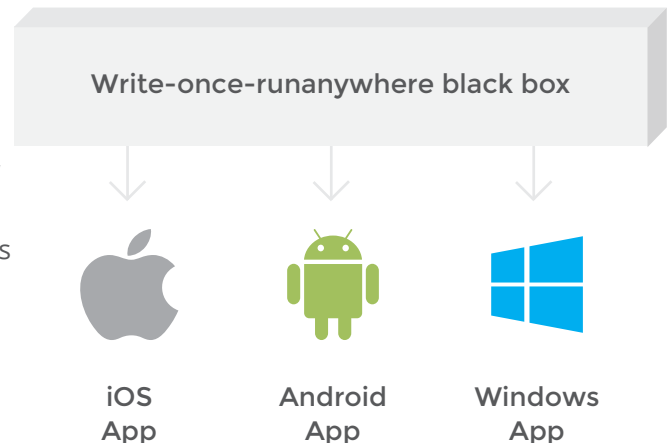 Write-once-runanywhere black box
s
iOS
App
Android
App
Windows
App